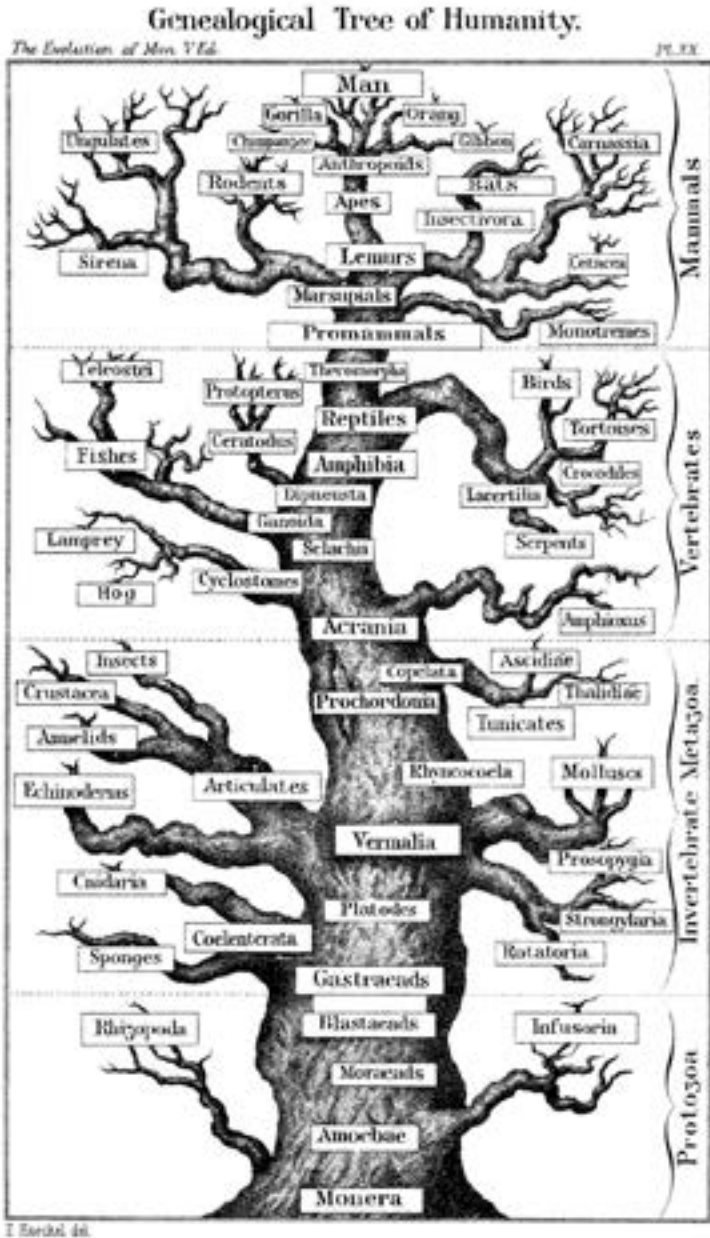 Genealogical Tree of Humanity.
The Evolution of Man V Ed.
PL.XX.
Man
Gorilla
Orang
Ungulates
Chimpanzee
Gibbon
Carnassia
Anthropoids
Rodents
Bats
Apes
Insectivora
Sirena
Lemurs
Cetacea
Marsupials
Promammals
Monotremes
Mammals
Teleostei
Theromorpha
Birds
Protopterus
Reptiles
Tortoises
Ceratodus
Fishes
Amphibia
Crocodiles
Dipneusta
Lacertilia
Ganoida
Lamprey
Selachii
Serpents
Cyclostomes
Hog
Acrania
Amphioxus
Vertebrates
Insects
Ascidiae
Copelata
Crustacea
Thalidiae
Prochordonia
Tunicates
Annelids
Rhyncocoela
Molluscs
Echinoderms
Articulates
Vermalia
Prosopygia
Cnidaria
Platodes
Strongylaria
Coelenterata
Rotatoria
Sponges
Gastraeads
Invertebrate Metazoa
Rhizopoda
Blastaeads
Infusoria
Moraeads
Amoebae
Monera
Protozoa
E. Haeckel del.